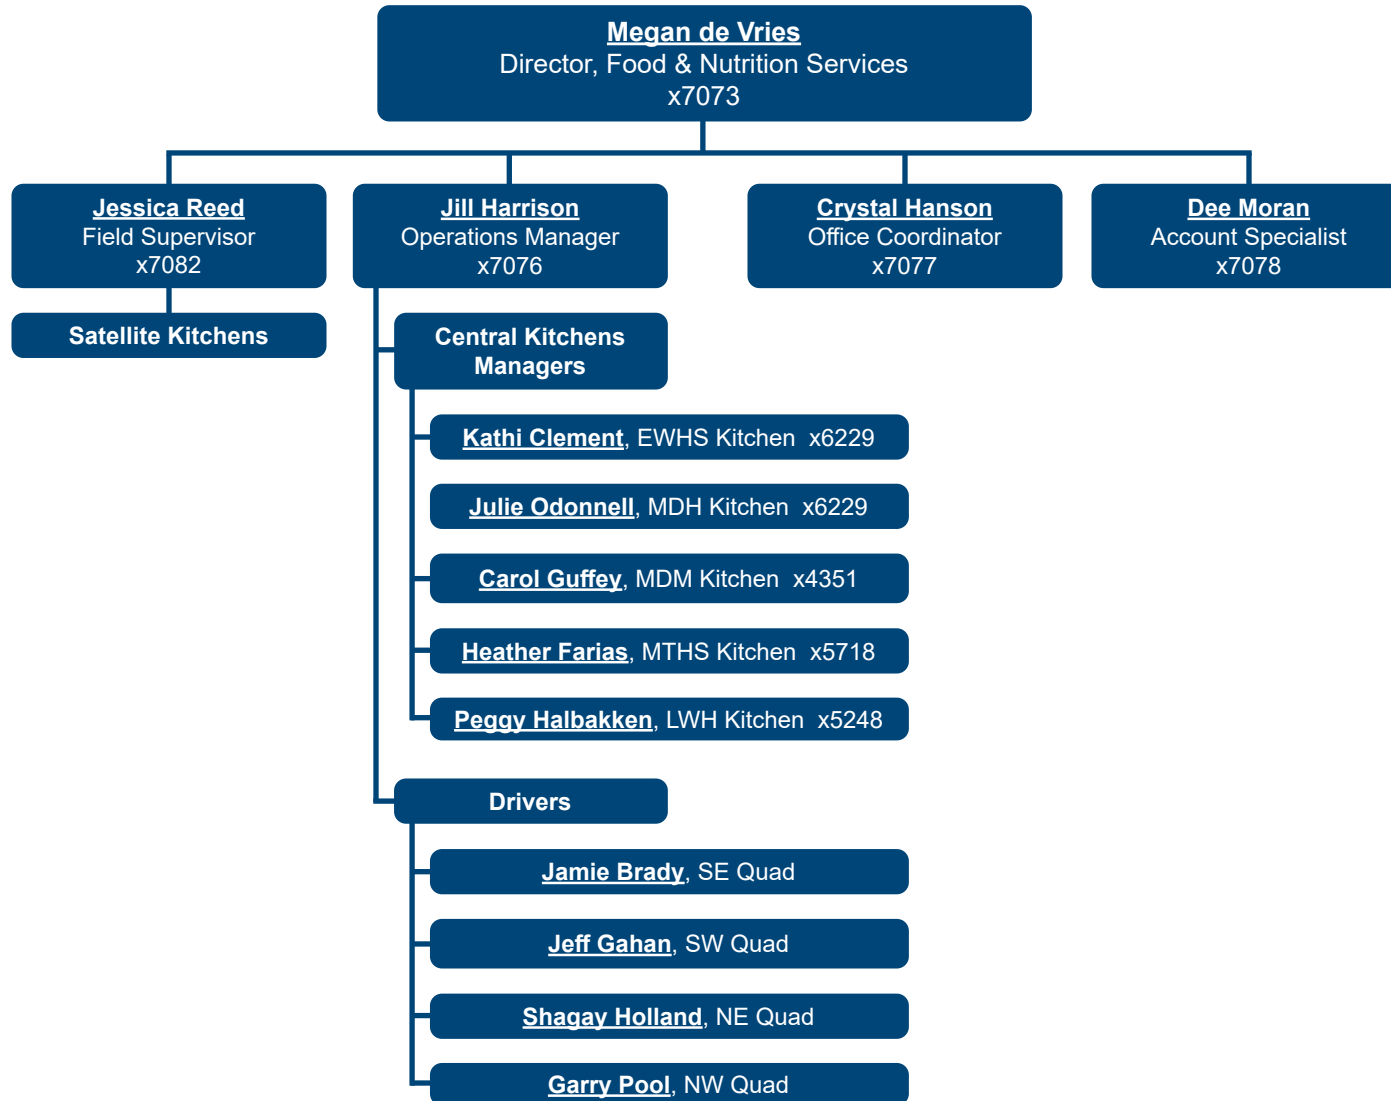 Megan de Vries
Director, Food & Nutrition Services
x7073
Jessica Reed
Field Supervisor
x7082
Jill Harrison
Operations Manager
x7076
Crystal Hanson
Office Coordinator
x7077
Dee Moran
Account Specialist
x7078
Satellite Kitchens
Central Kitchens
Managers
Kathi Clement, EWHS Kitchen  x6229
Julie Odonnell, MDH Kitchen  x6229
Carol Guffey, MDM Kitchen  x4351
Heather Farias, MTHS Kitchen  x5718
Peggy Halbakken, LWH Kitchen  x5248
Drivers
Jamie Brady, SE Quad
Jeff Gahan, SW Quad
Shagay Holland, NE Quad
Garry Pool, NW Quad